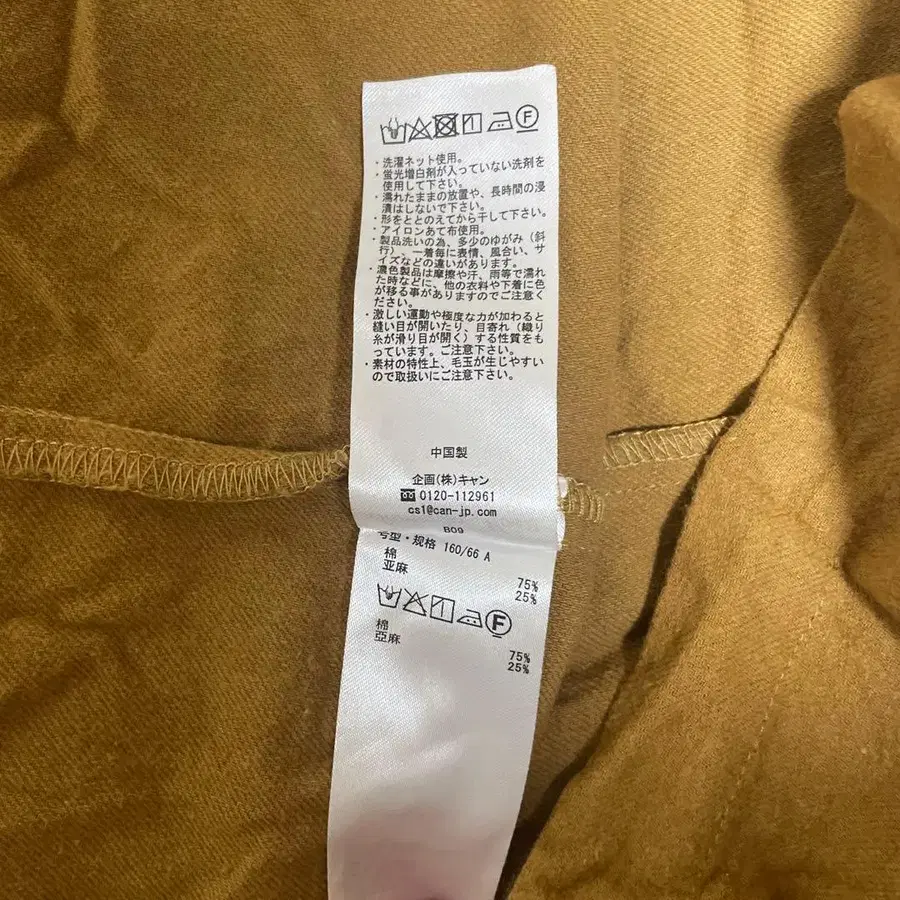 ・洗濯ネット使用。
・蛍光増白剤が入っていない洗剤を
使用して下さい。
・濡れたままの放置や、長時間の浸
漬はしないで下さい。
・形をととのえてから干して下さい。
・アイロンあて布使用。
・製品洗いの為、多少のゆがみ（斜
行）、一着毎に表情、風合い、サ
イズなどの違いがあります。
・濃色製品は摩擦や汗、雨等で濡れ
た時などに、他の衣料や下着に色
が移る事がありますのでご注意く
ださい。
・激しい運動や極度な力が加わると
縫い目が開いたり、目寄れ（織り
糸が滑り目が開く）する性質をも
っています。ご注意下さい。
・素材の特性上、毛玉が生じやすい
ので取扱いにご注意下さい。
中国製
企画(株)キャン
0120-112961
cs1@can-jp.com
B09
号型・规格 160/66 A
棉 75%
亚麻 25%
F
棉 75%
亞麻 25%